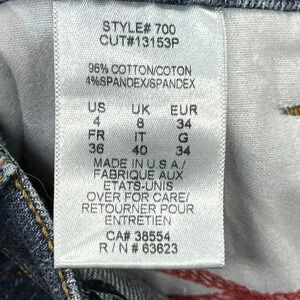 STYLE# 700
CUT#13153P
96% COTTON/COTON
4%SPANDEX/SPANDEX
US UK EUR
4 8 34
FR IT G
36 40 34
MADE IN U.S.A./
FABRIQUE AUX
ETATS-UNIS
OVER FOR CARE/
RETOURNER POUR
ENTRETIEN
CA# 38554
R / N # 63623